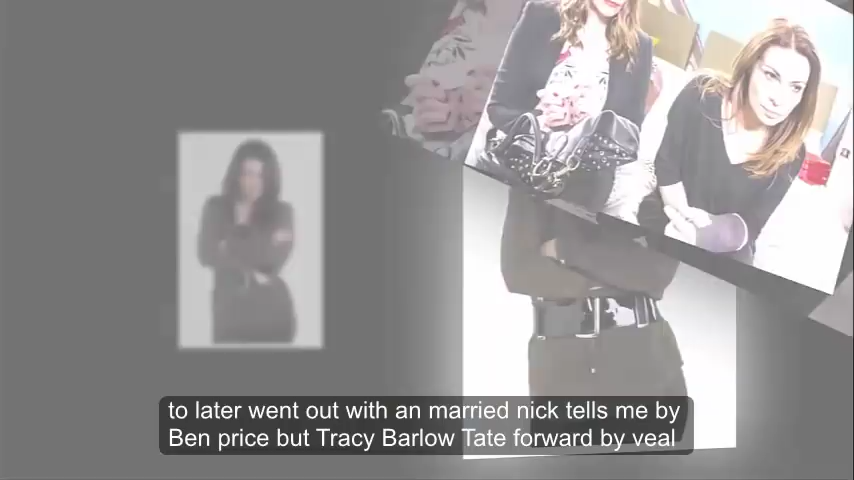 to later went out with an married nick tells me by
Ben price but Tracy Barlow Tate forward by veal